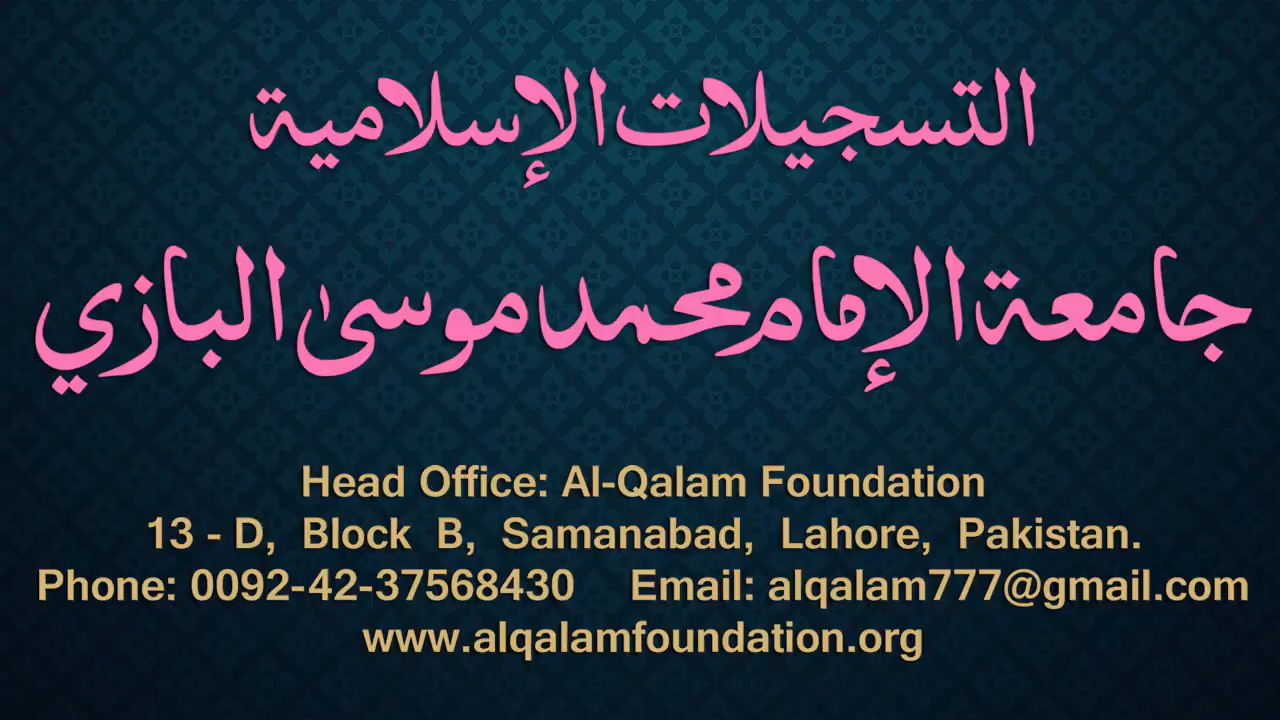 التسجيلات الإسلامية
جامعة الإمام محمد موسىٰ البازي
Head Office: Al-Qalam Foundation
13 - D, Block B, Samanabad, Lahore, Pakistan.
Phone: 0092-42-37568430 Email: alqalam777@gmail.com
www.alqalamfoundation.org